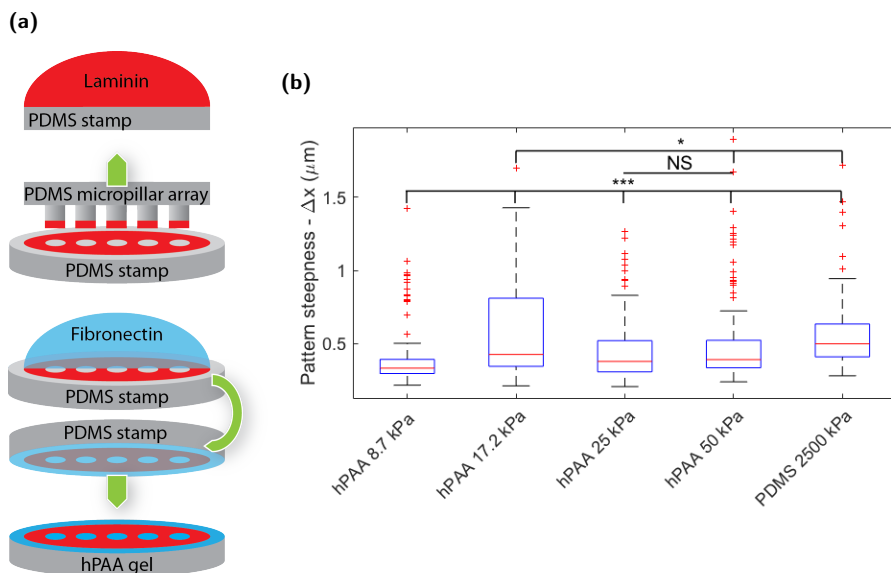 (a)
Laminin
PDMS stamp
PDMS micropillar array
PDMS stamp
Fibronectin
PDMS stamp
PDMS stamp
hPAA gel
(b)
*
NS
***
Pattern steepness - Δx (μm)
1.5
1
0.5
hPAA 8.7 kPa
hPAA 17.2 kPa
hPAA 25 kPa
hPAA 50 kPa
PDMS 2500 kPa